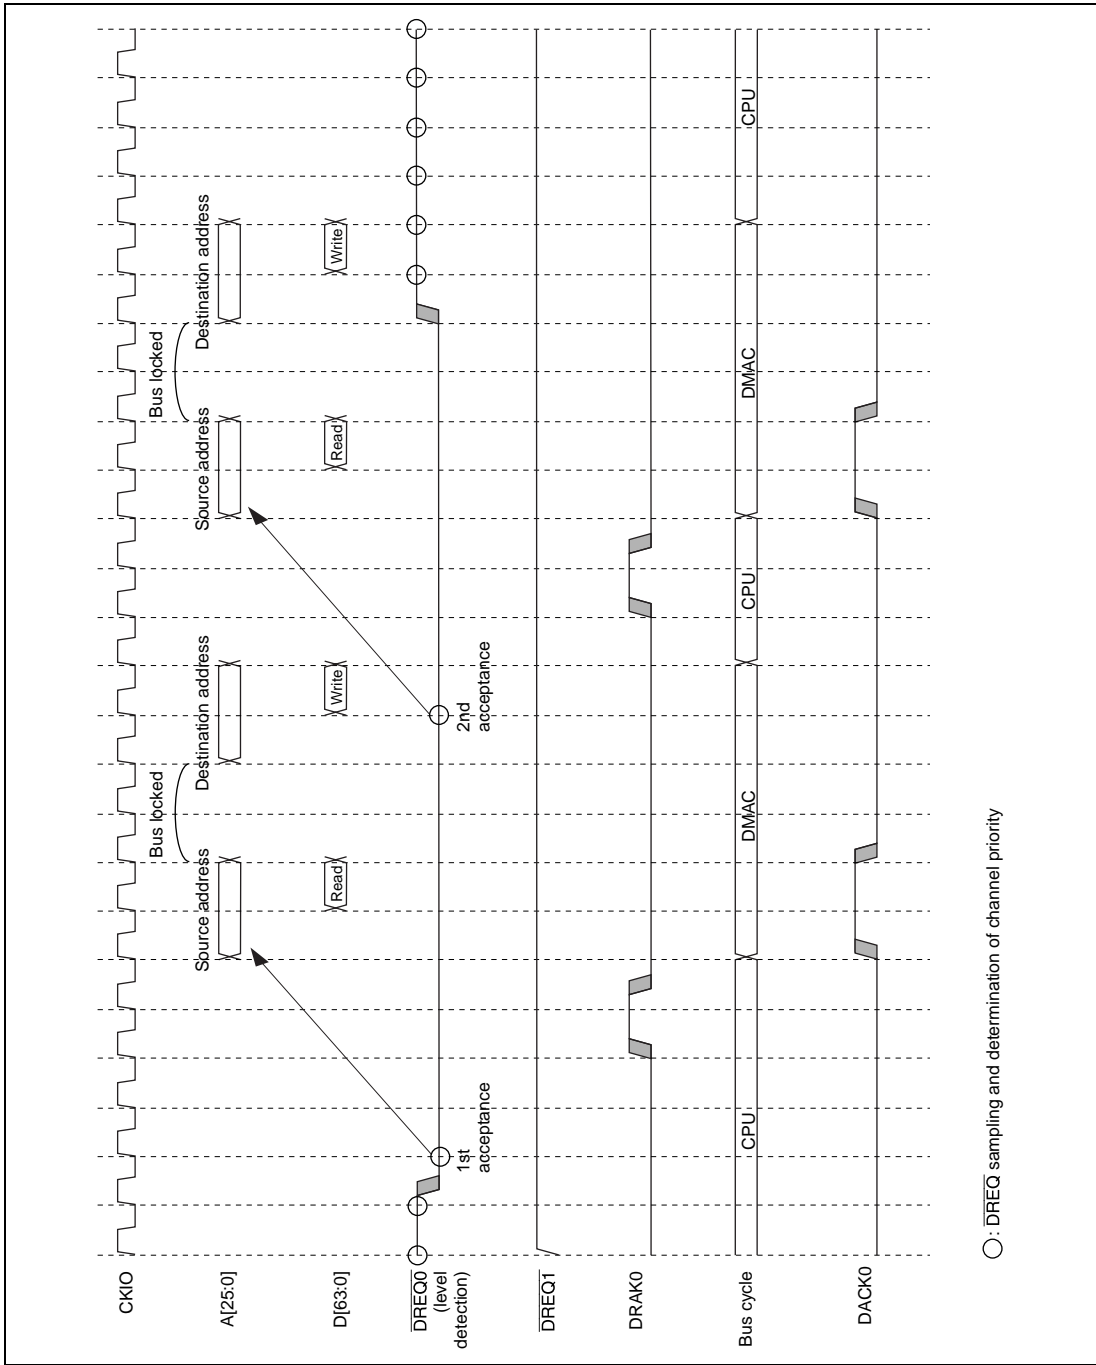 CKIO
A[25:0]
Source address
Bus locked
Destination address
Source address
Bus locked
Destination address
D[63:0]
Read
Write
Read
Write
DREQ0
(level
detection)
1st
acceptance
2nd
acceptance
DREQ1
DRAK0
Bus cycle
CPU
DMAC
CPU
DMAC
CPU
DACK0
: DREQ sampling and determination of channel priority